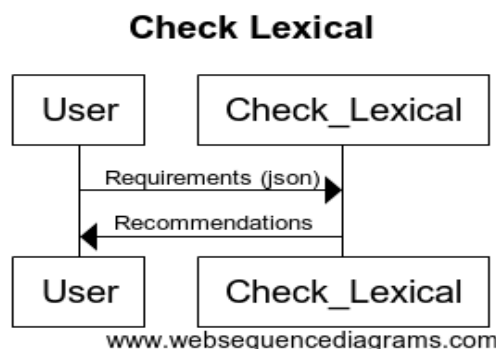 Check Lexical
User
Check_Lexical
Requirements (json)
Recommendations
User
Check_Lexical
www.websequencediagrams.com